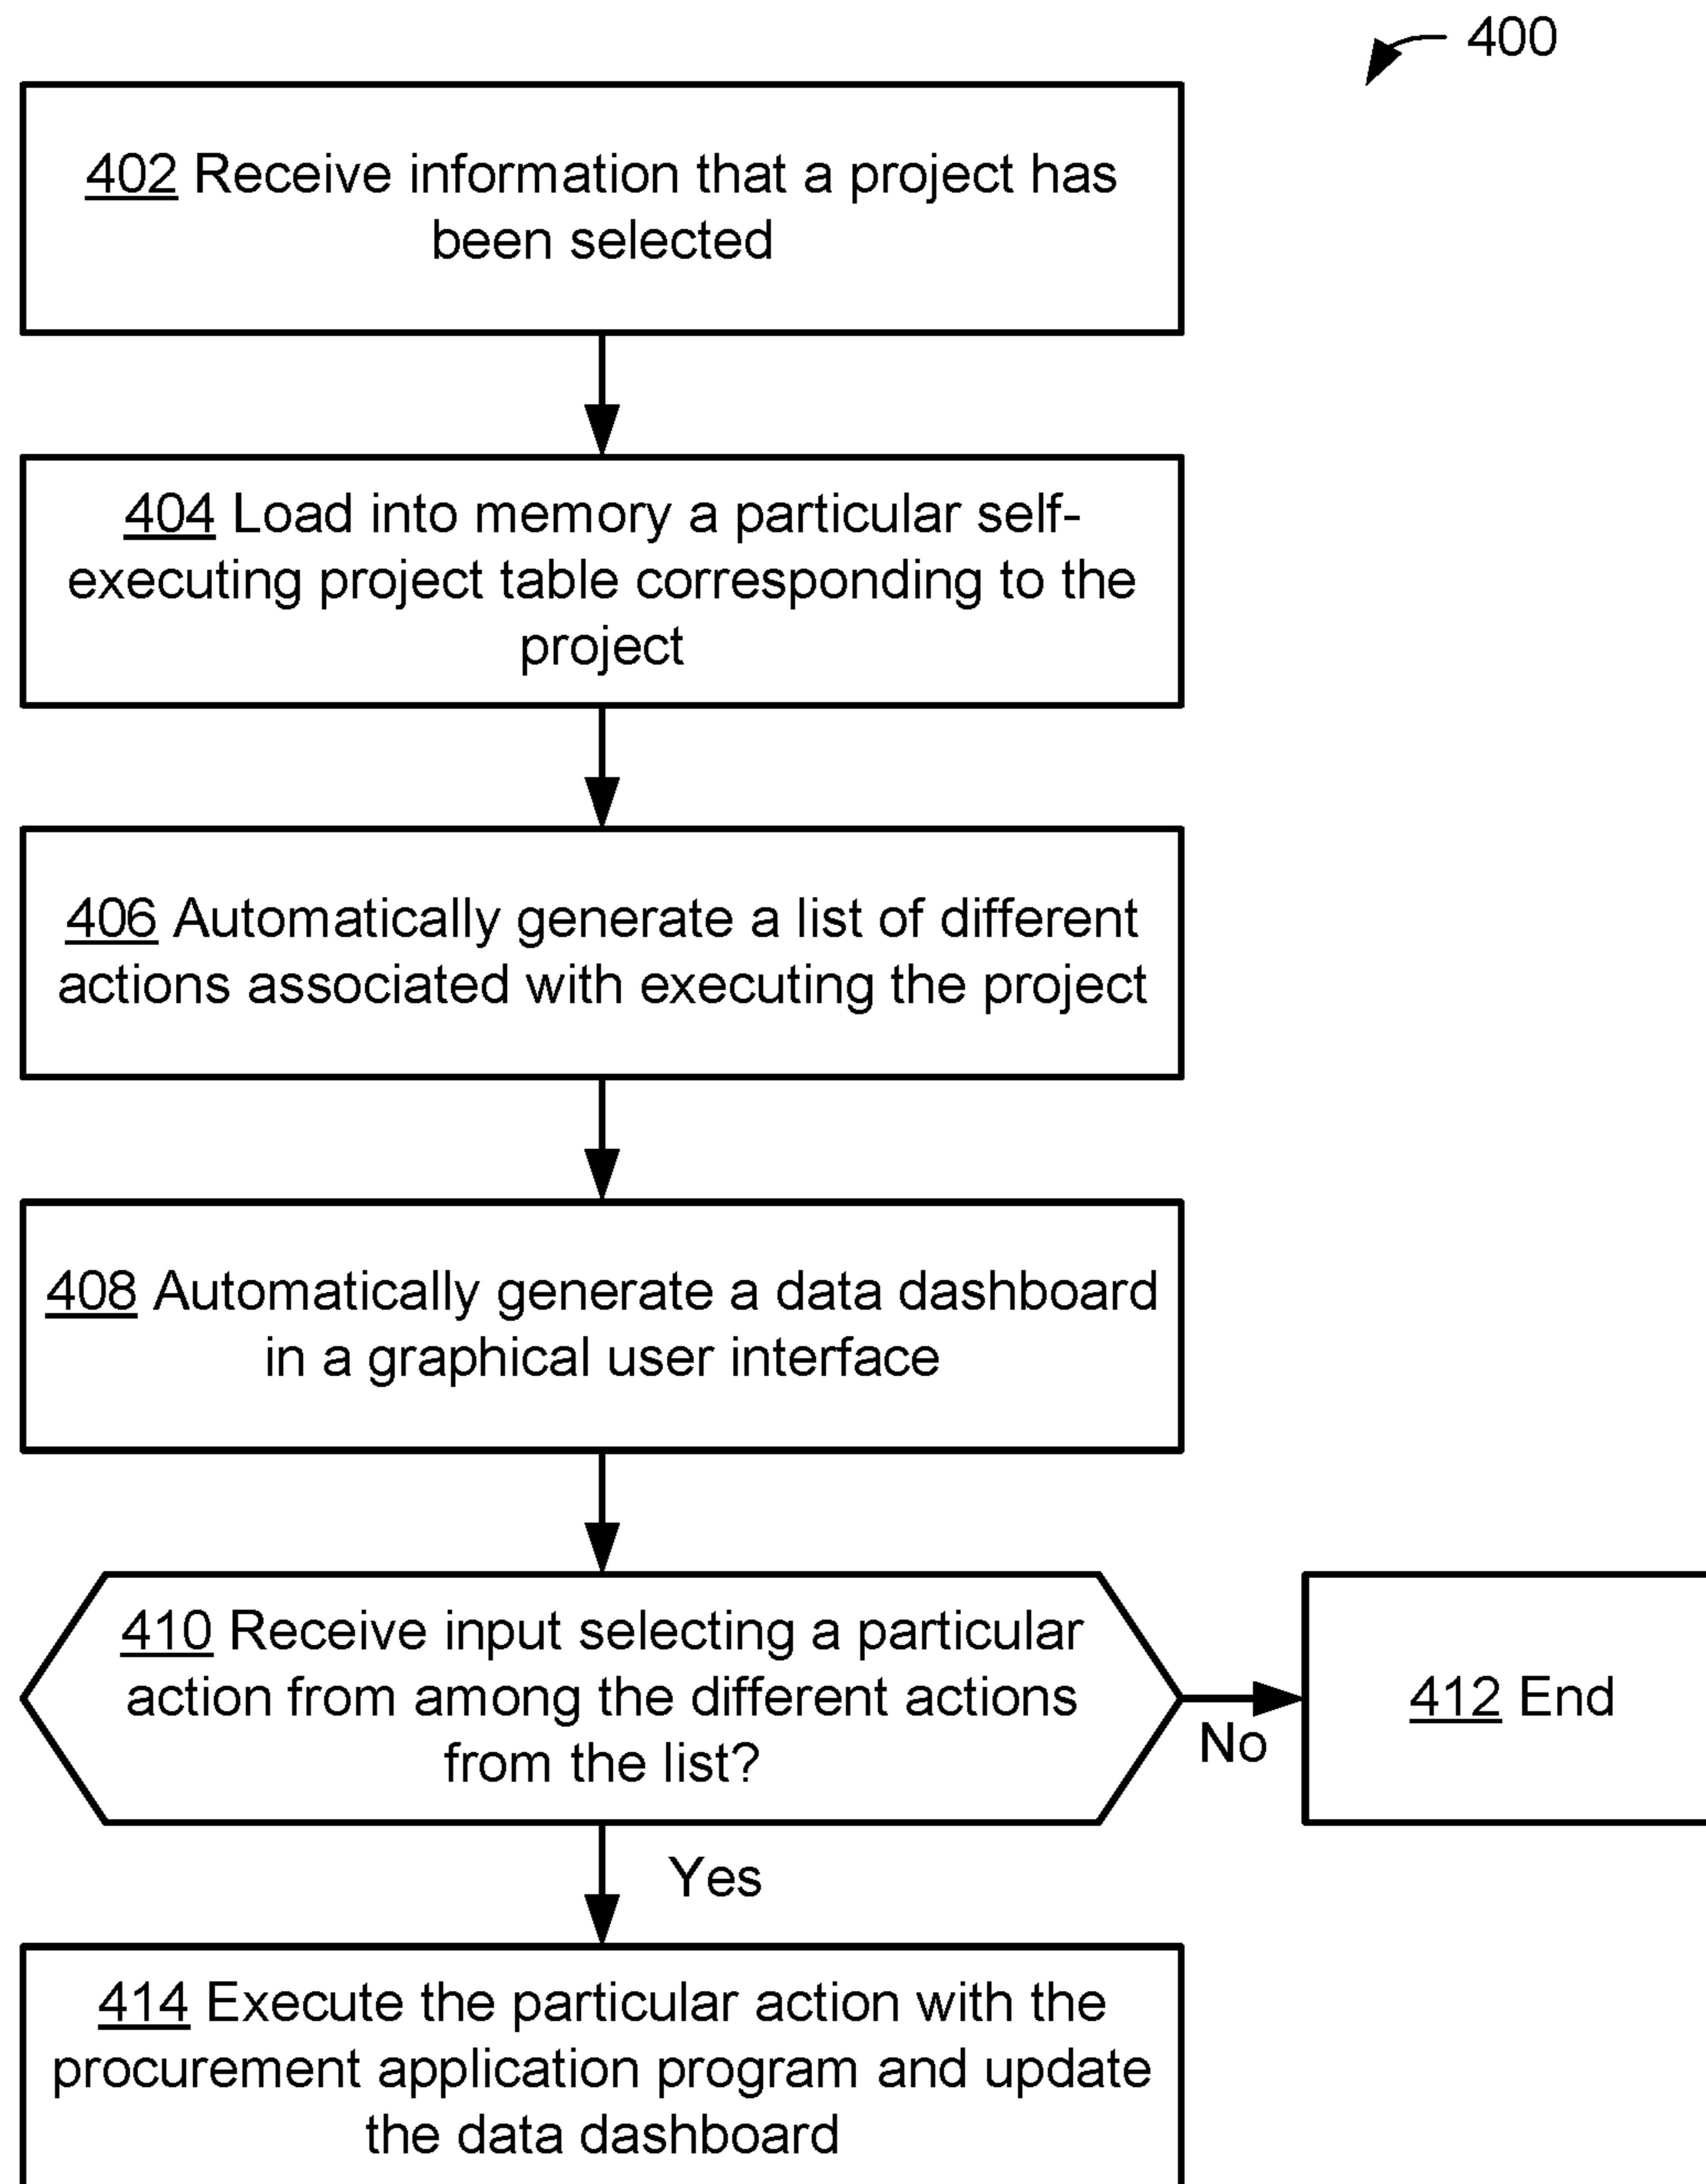 400
402 Receive information that a project has
been selected
404 Load into memory a particular self-
executing project table corresponding to the
project
406 Automatically generate a list of different
actions associated with executing the project
408 Automatically generate a data dashboard
in a graphical user interface
410 Receive input selecting a particular
action from among the different actions
from the list?
412 End
No
Yes
414 Execute the particular action with the
procurement application program and update
the data dashboard